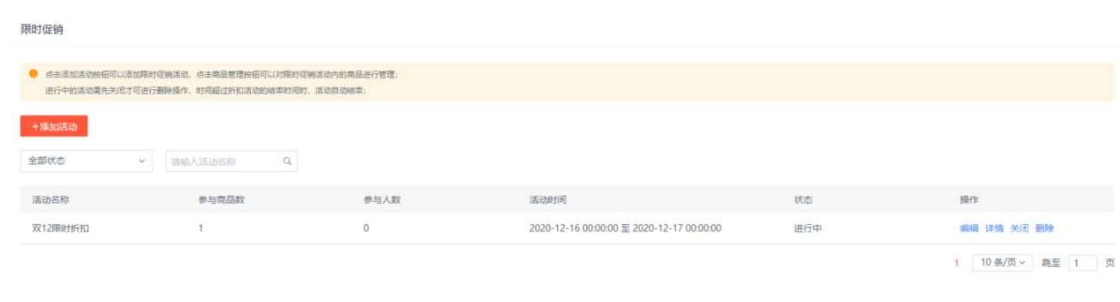 限时促销
点击添加活动按钮可以添加限时促销活动，点击商品管理按钮可以对限时促销活动内的商品进行管理；
进行中的活动需先关闭才可进行删除操作，时间超过折扣活动的结束时间时，活动自动结束；
+添加活动
全部状态 请输入活动名称
活动名称 参与商品数 参与人数 活动时间 状态 操作
双12限时折扣 1 0 2020-12-16 00:00:00 至 2020-12-17 00:00:00 进行中 编辑 详情 关闭 删除
1 10 条/页 跳至 1 页